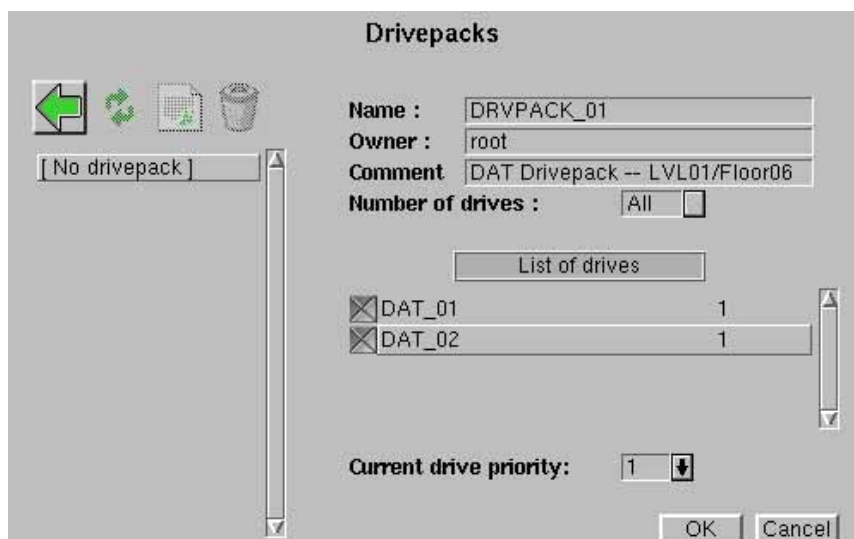 Drivepacks
[ No drivepack ]
Name : DRVPACK_01
Owner : root
Comment DAT Drivepack -- LVL01/Floor06
Number of drives : All
List of drives
DAT_01 1
DAT_02 1
Current drive priority: 1
OK Cancel